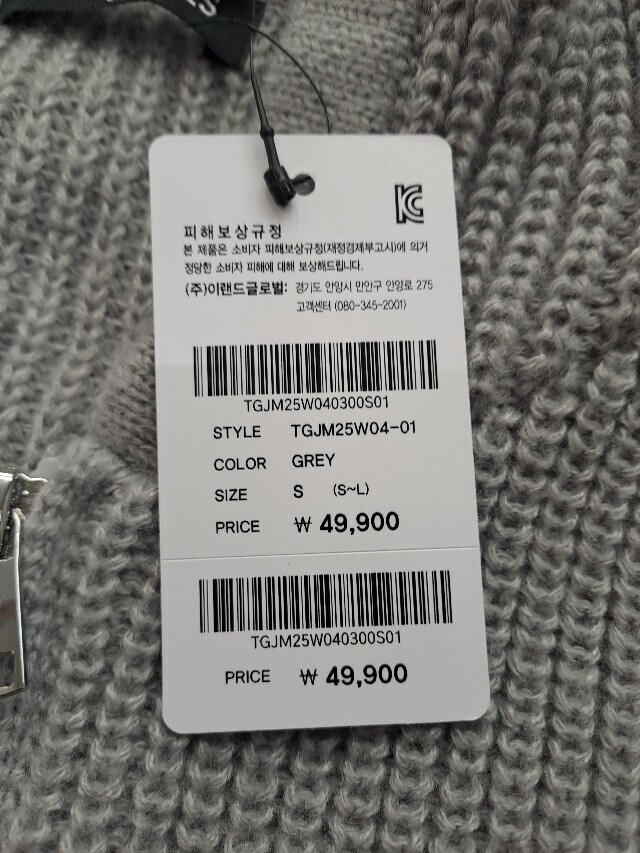 피해보상규정
본 제품은 소비자 피해보상규정(재정경제부고시)에 의거
정당한 소비자 피해에 대해 보상해드립니다.
(주)이랜드글로벌: 경기도 안양시 만안구 안양로 275
고객센터 (080-345-2001)
TGJM25W040300S01
STYLE TGJM25W04-01
COLOR GREY
SIZE S (S~L)
PRICE ₩ 49,900
TGJM25W040300S01
PRICE ₩ 49,900